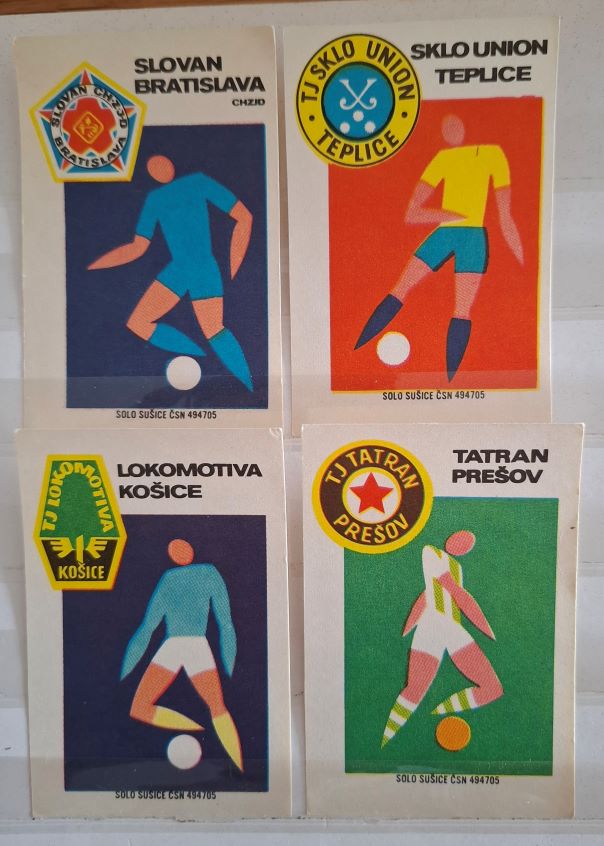 SLOVAN
BRATISLAVA
CHZJD
SLOVAN CHZJD
BRATISLAVA
SOLO SUŠICE ČSN 494705
SKLO UNION
TEPLICE
TJ SKLO UNION
• TEPLICE •
SOLO SUŠICE ČSN 494705
LOKOMOTIVA
KOŠICE
TJ LOKOMOTIVA
KOŠICE
SOLO SUŠICE ČSN 494705
TATRAN
PREŠOV
TJ TATRAN
PREŠOV
SOLO SUŠICE ČSN 494705